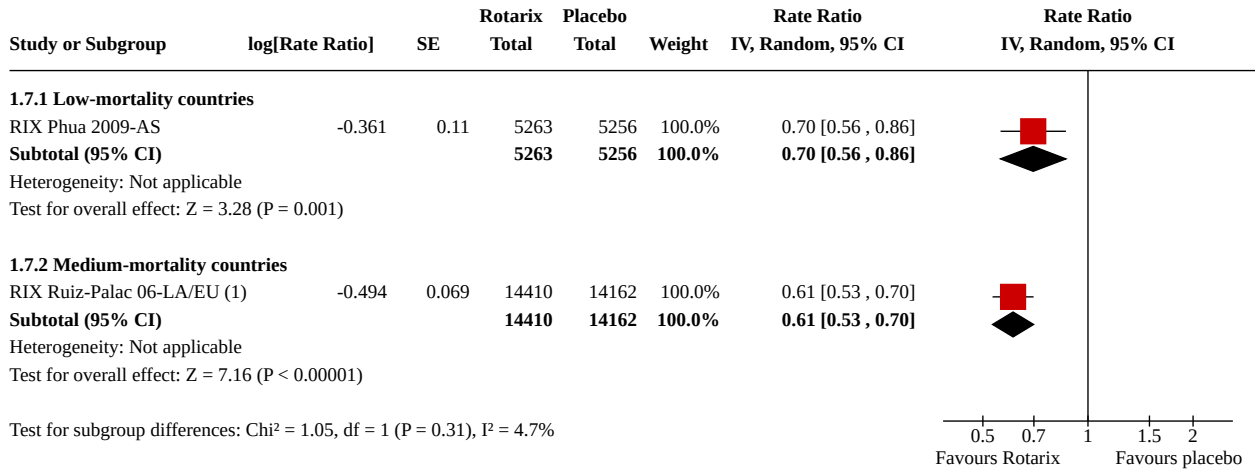 Rotarix Placebo Rate Ratio Rate Ratio
Study or Subgroup log[Rate Ratio] SE Total Total Weight IV, Random, 95% CI IV, Random, 95% CI
1.7.1 Low-mortality countries
RIX Phua 2009-AS -0.361 0.11 5263 5256 100.0% 0.70 [0.56 , 0.86]
Subtotal (95% CI) 5263 5256 100.0% 0.70 [0.56 , 0.86]
Heterogeneity: Not applicable
Test for overall effect: Z = 3.28 (P = 0.001)
1.7.2 Medium-mortality countries
RIX Ruiz-Palac 06-LA/EU (1) -0.494 0.069 14410 14162 100.0% 0.61 [0.53 , 0.70]
Subtotal (95% CI) 14410 14162 100.0% 0.61 [0.53 , 0.70]
Heterogeneity: Not applicable
Test for overall effect: Z = 7.16 (P < 0.00001)
Test for subgroup differences: Chi² = 1.05, df = 1 (P = 0.31), I² = 4.7%
0.5 0.7 1 1.5 2
Favours Rotarix Favours placebo